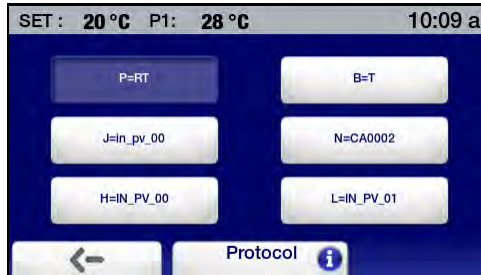 SET : 20 °C P1: 28 °C 10:09 a
P=RT B=T
J=in_pv_00 N=CA0002
H=IN_PV_00 L=IN_PV_01
Protocol i